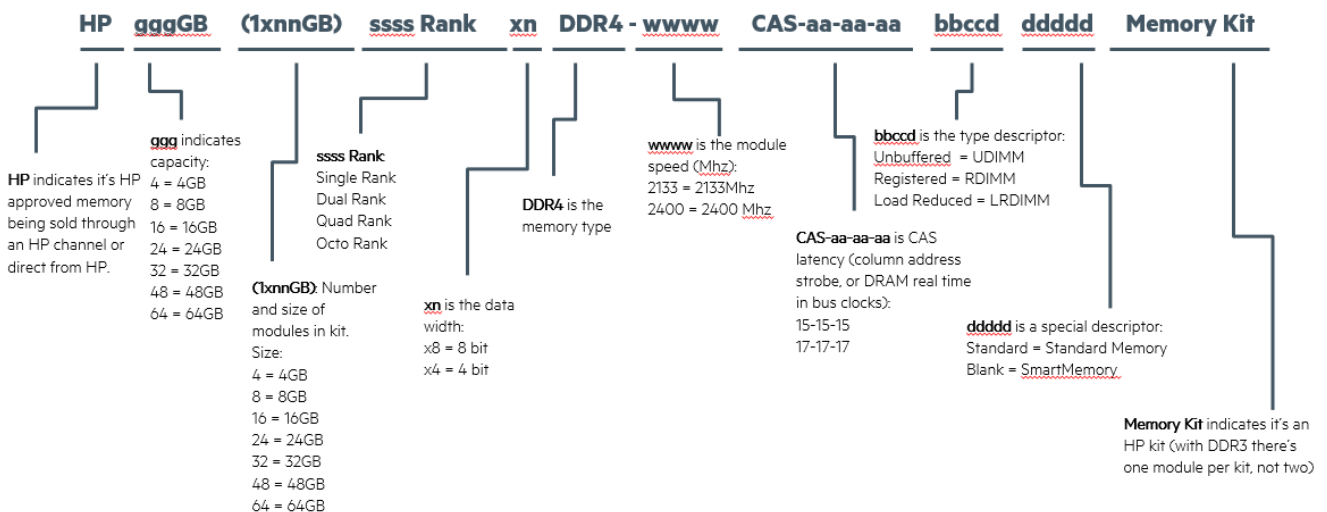 HP gggGB (1xnnGB) ssss Rank xn DDR4 - wwww CAS-aa-aa-aa bbccd ddddd Memory Kit
HP indicates it's HP
approved memory
being sold through
an HP channel or
direct from HP.
ggg indicates
capacity:
4 = 4GB
8 = 8GB
16 = 16GB
24 = 24GB
32 = 32GB
48 = 48GB
64 = 64GB
(1xnnGB): Number
and size of
modules in kit.
Size:
4 = 4GB
8 = 8GB
16 = 16GB
24 = 24GB
32 = 32GB
48 = 48GB
64 = 64GB
ssss Rank:
Single Rank
Dual Rank
Quad Rank
Octo Rank
xn is the data
width:
x8 = 8 bit
x4 = 4 bit
DDR4 is the
memory type
wwww is the module
speed (Mhz):
2133 = 2133Mhz
2400 = 2400 Mhz
CAS-aa-aa-aa is CAS
latency (column address
strobe, or DRAM real time
in bus clocks):
15-15-15
17-17-17
bbccd is the type descriptor:
Unbuffered = UDIMM
Registered = RDIMM
Load Reduced = LRDIMM
ddddd is a special descriptor:
Standard = Standard Memory
Blank = SmartMemory
Memory Kit indicates it's an
HP kit (with DDR3 there's
one module per kit, not two)